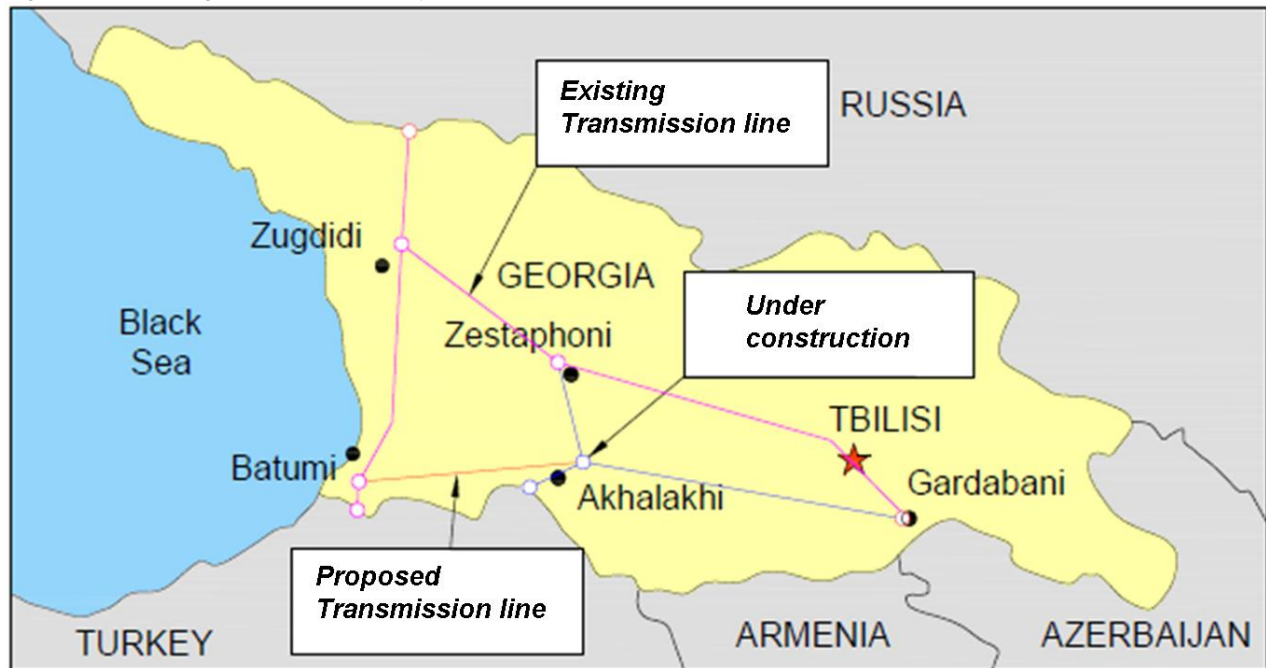 Existing
Transmission line
RUSSIA
Zugdidi
GEORGIA
Under
construction
Black
Sea
Zestaphoni
TBILISI
Batumi
Akhalakhi
Gardabani
Proposed
Transmission line
TURKEY
ARMENIA
AZERBAIJAN